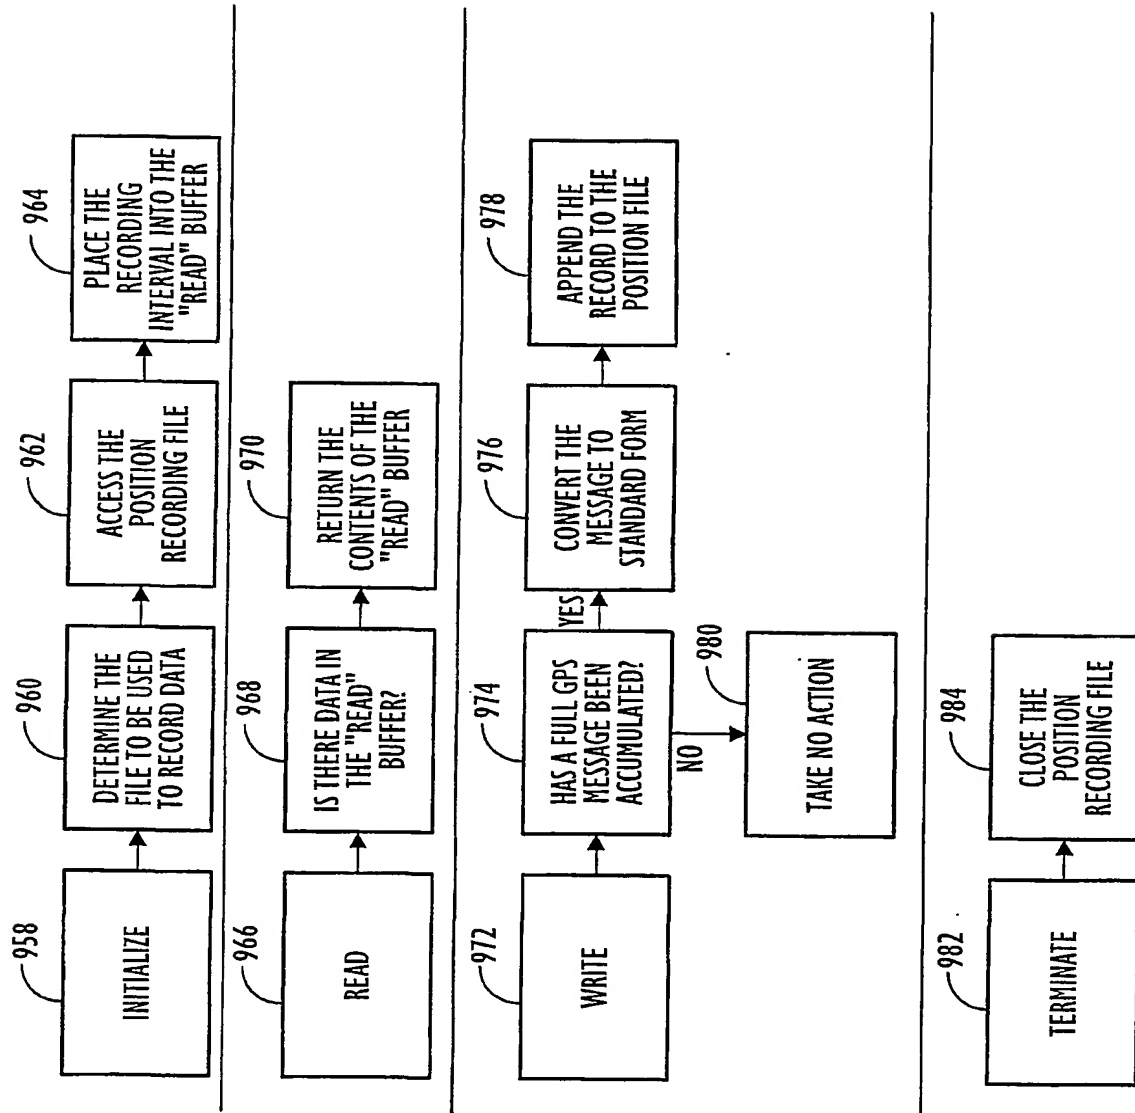 958
INITIALIZE
960
DETERMINE THE
FILE TO BE USED
TO RECORD DATA
962
ACCESS THE
POSITION
RECORDING FILE
964
PLACE THE
RECORDING
INTERVAL INTO THE
"READ" BUFFER
966
READ
968
IS THERE DATA IN
THE "READ"
BUFFER?
970
RETURN THE
CONTENTS OF THE
"READ" BUFFER
972
WRITE
974
HAS A FULL GPS
MESSAGE BEEN
ACCUMULATED?
YES
976
CONVERT THE
MESSAGE TO
STANDARD FORM
978
APPEND THE
RECORD TO THE
POSITION FILE
NO
980
TAKE NO ACTION
982
TERMINATE
984
CLOSE THE
POSITION
RECORDING FILE